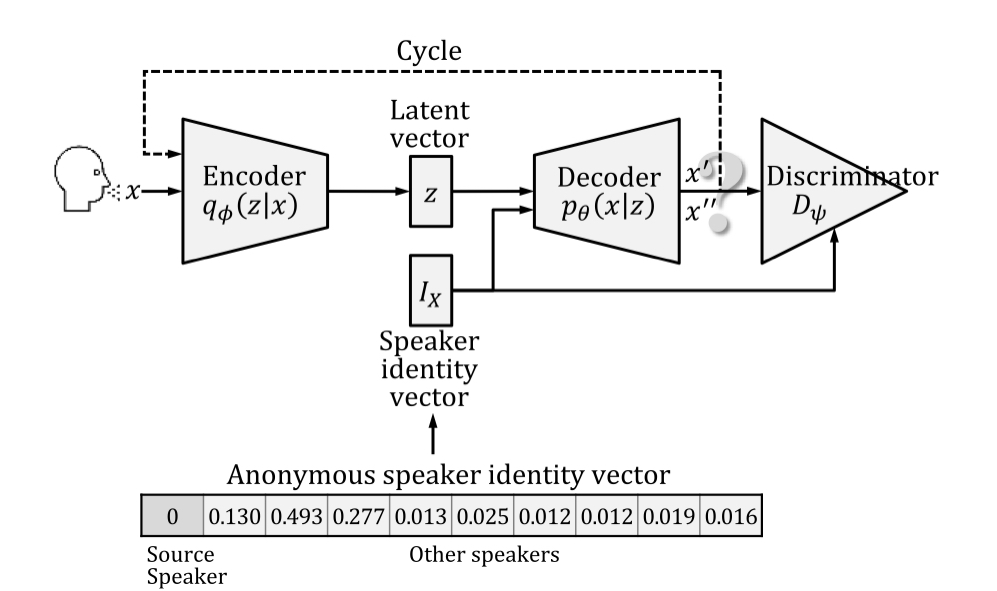 Cycle
Latent
vector
x
Encoder
qϕ(z|x)
z
Decoder
pθ(x|z)
x′
x′′
?
Discriminator
Dψ
IX
Speaker
identity
vector
Anonymous speaker identity vector
0 0.130 0.493 0.277 0.013 0.025 0.012 0.012 0.019 0.016
Source
Speaker
Other speakers